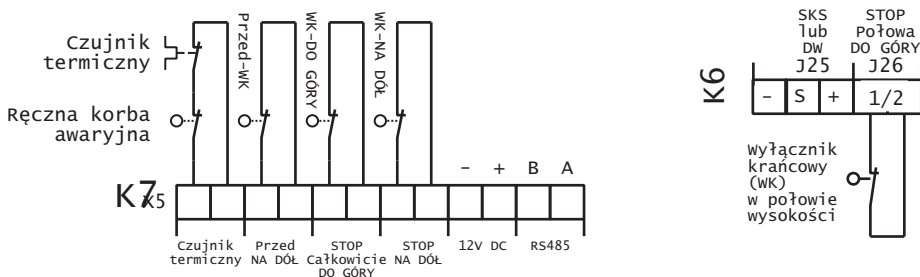 Czujnik
termiczny
Ręczna korba
awaryjna
Przed-WK
WK-DO GÓRY
WK-NA DÓŁ
- + B A
K7
X5
Czujnik
termiczny
Przed
NA DÓŁ
STOP
Całkowicie
DO GÓRY
STOP
NA DÓŁ
12V DC
RS485
K6
SKS
lub
DW
J25
STOP
Połowa
DO GÓRY
J26
- S + 1/2
Wyłącznik
krańcowy
(WK)
w połowie
wysokości